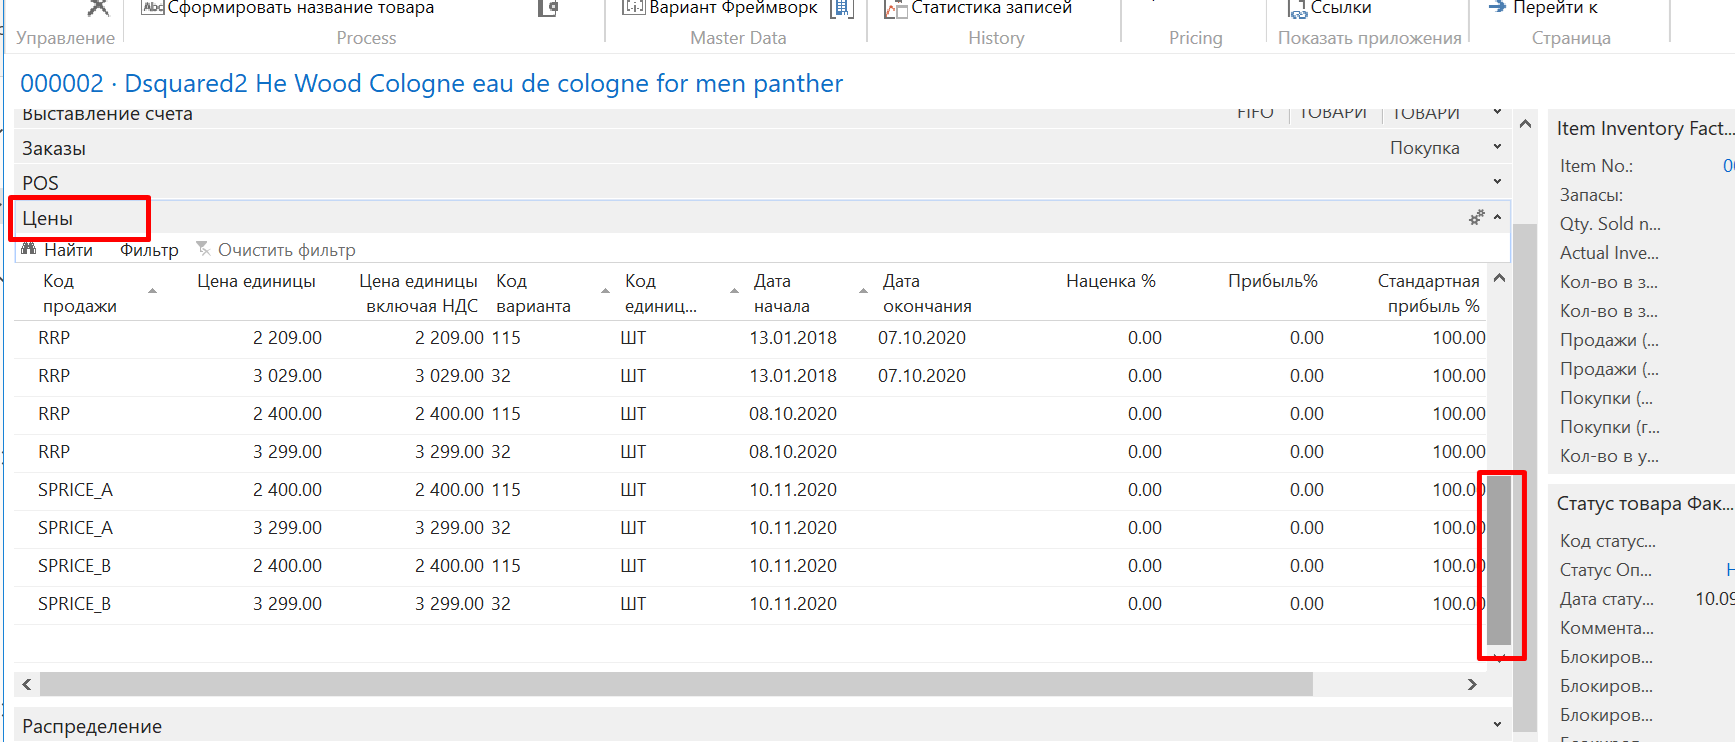 Сформировать название товара
Вариант Фреймворк
Статистика записей
Ссылки
Перейти к
Управление
Process
Master Data
History
Pricing
Показать приложения
Страница
000002 · Dsquared2 He Wood Cologne eau de cologne for men panther
Выставление счета FIFO ТОВАРИ ТОВАРИ
Заказы Покупка
POS
Цены
Найти Фильтр Очистить фильтр
Код продажи Цена единицы Цена единицы включая НДС Код варианта Код единиц... Дата начала Дата окончания Наценка % Прибыль% Стандартная прибыль %
RRP 2 209.00 2 209.00 115 ШТ 13.01.2018 07.10.2020 0.00 0.00 100.00
RRP 3 029.00 3 029.00 32 ШТ 13.01.2018 07.10.2020 0.00 0.00 100.00
RRP 2 400.00 2 400.00 115 ШТ 08.10.2020 0.00 0.00 100.00
RRP 3 299.00 3 299.00 32 ШТ 08.10.2020 0.00 0.00 100.00
SPRICE_A 2 400.00 2 400.00 115 ШТ 10.11.2020 0.00 0.00 100.00
SPRICE_A 3 299.00 3 299.00 32 ШТ 10.11.2020 0.00 0.00 100.00
SPRICE_B 2 400.00 2 400.00 115 ШТ 10.11.2020 0.00 0.00 100.00
SPRICE_B 3 299.00 3 299.00 32 ШТ 10.11.2020 0.00 0.00 100.00
Распределение
Item Inventory Fact...
Item No.:
Запасы:
Qty. Sold n...
Actual Inve...
Кол-во в з...
Кол-во в з...
Продажи (...
Продажи (...
Покупки (...
Покупки (г...
Кол-во в у...
Статус товара Фак...
Код статус...
Статус Оп...
Дата стату... 10.09
Коммента...
Блокиров...
Блокиров...
Блокиров...